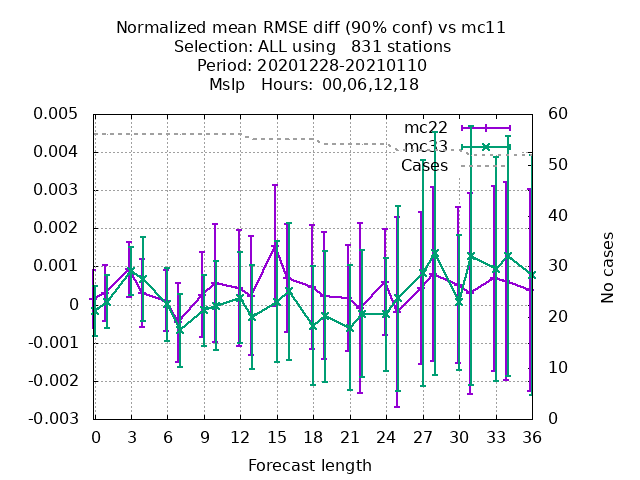 Normalized mean RMSE diff (90% conf) vs mc11
Selection: ALL using   831 stations
Period: 20201228-20210110
Mslp   Hours: 00,06,12,18
0.005
0.004
0.003
0.002
0.001
0
-0.001
-0.002
-0.003
60
50
40
30
20
10
0
mc22
mc33
Cases
No cases
0 3 6 9 12 15 18 21 24 27 30 33 36
Forecast length